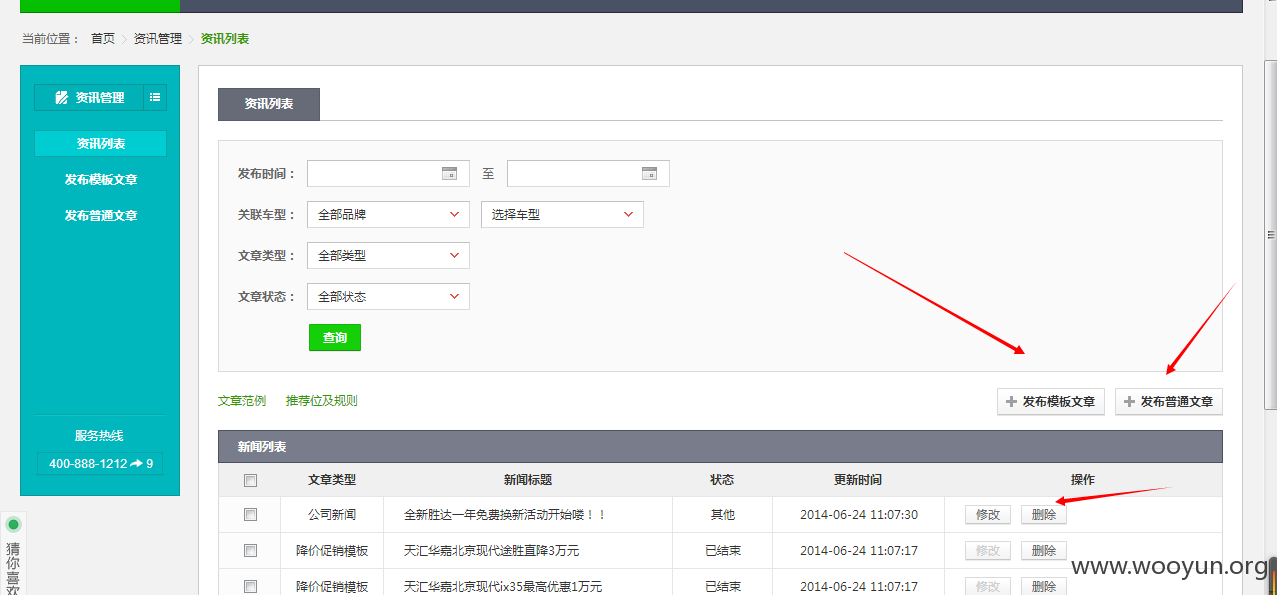 当前位置： 首页 资讯管理 资讯列表
资讯管理
资讯列表
发布模板文章
发布普通文章
服务热线
400-888-1212 9
猜你喜欢
资讯列表
发布时间： 至
关联车型： 全部品牌 选择车型
文章类型： 全部类型
文章状态： 全部状态
查询
文章范例 推荐位及规则
发布模板文章 发布普通文章
新闻列表
文章类型 新闻标题 状态 更新时间 操作
公司新闻 全新胜达一年免费换新活动开始喽！！ 其他 2014-06-24 11:07:30 修改 删除
降价促销模板 天汇华嘉北京现代途胜直降3万元 已结束 2014-06-24 11:07:17 修改 删除
降价促销模板 天汇华嘉北京现代ix35最高优惠1万元 已结束 2014-06-24 11:07:17 修改 删除
www.wooyun.org